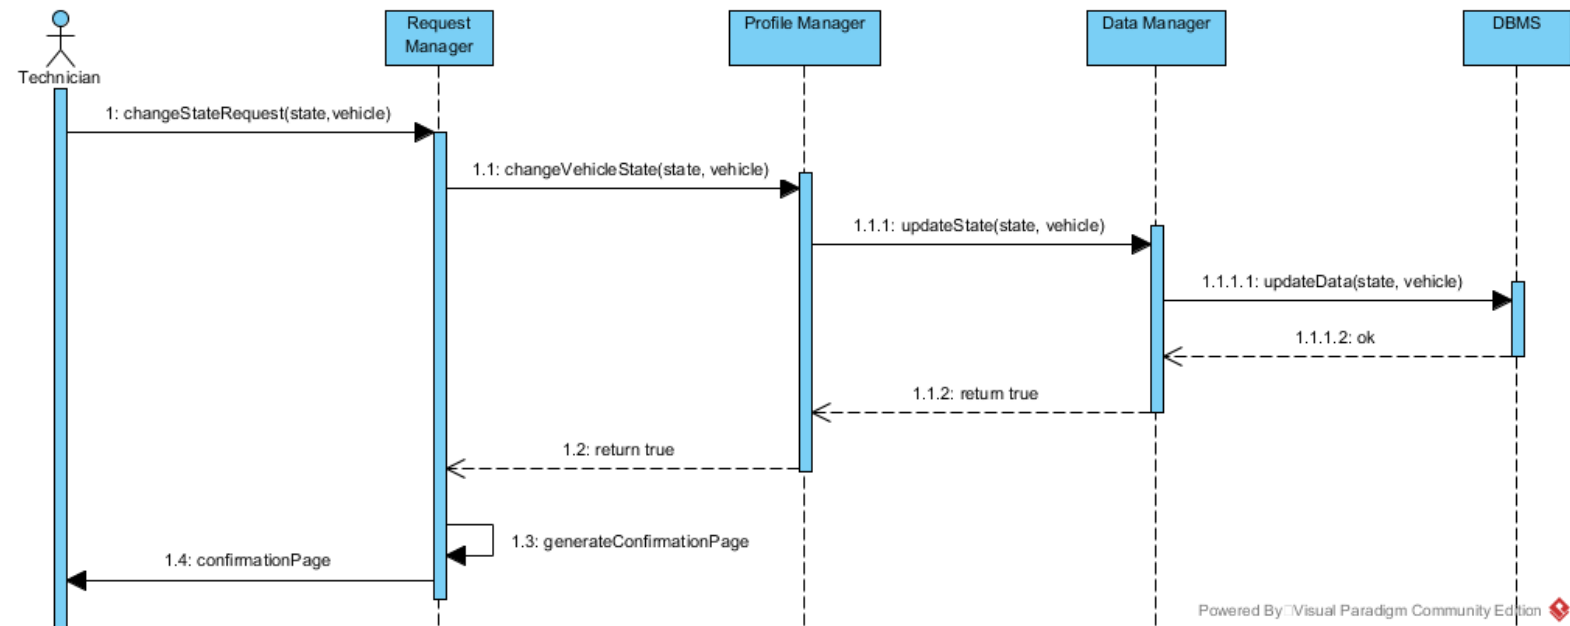 Technician
Request
Manager
Profile Manager
Data Manager
DBMS
1: changeStateRequest(state,vehicle)
1.1: changeVehicleState(state, vehicle)
1.1.1: updateState(state, vehicle)
1.1.1.1: updateData(state, vehicle)
1.1.1.2: ok
1.1.2: return true
1.2: return true
1.3: generateConfirmationPage
1.4: confirmationPage
Powered By Visual Paradigm Community Edition